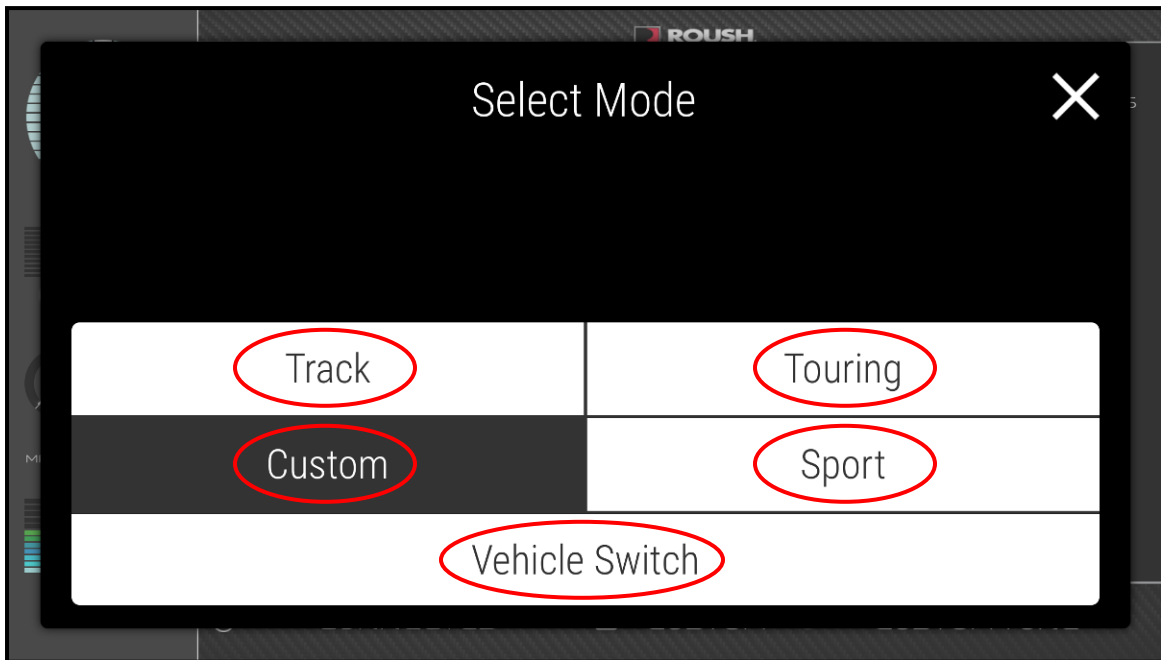 ROUSH
Select Mode
Track
Touring
Custom
Sport
Vehicle Switch